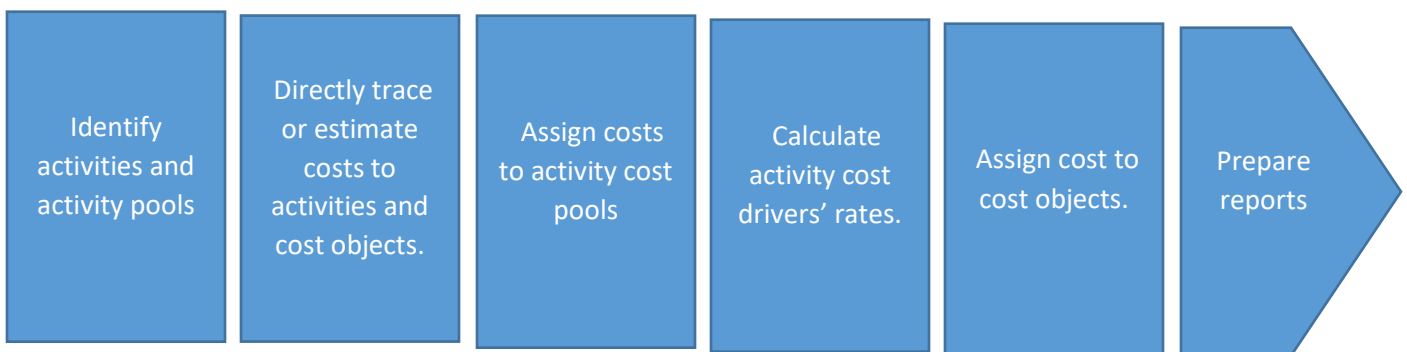 Identify
activities and
activity pools
Directly trace
or estimate
costs to
activities and
cost objects.
Assign costs
to activity cost
pools
Calculate
activity cost
drivers’ rates.
Assign cost to
cost objects.
Prepare
reports